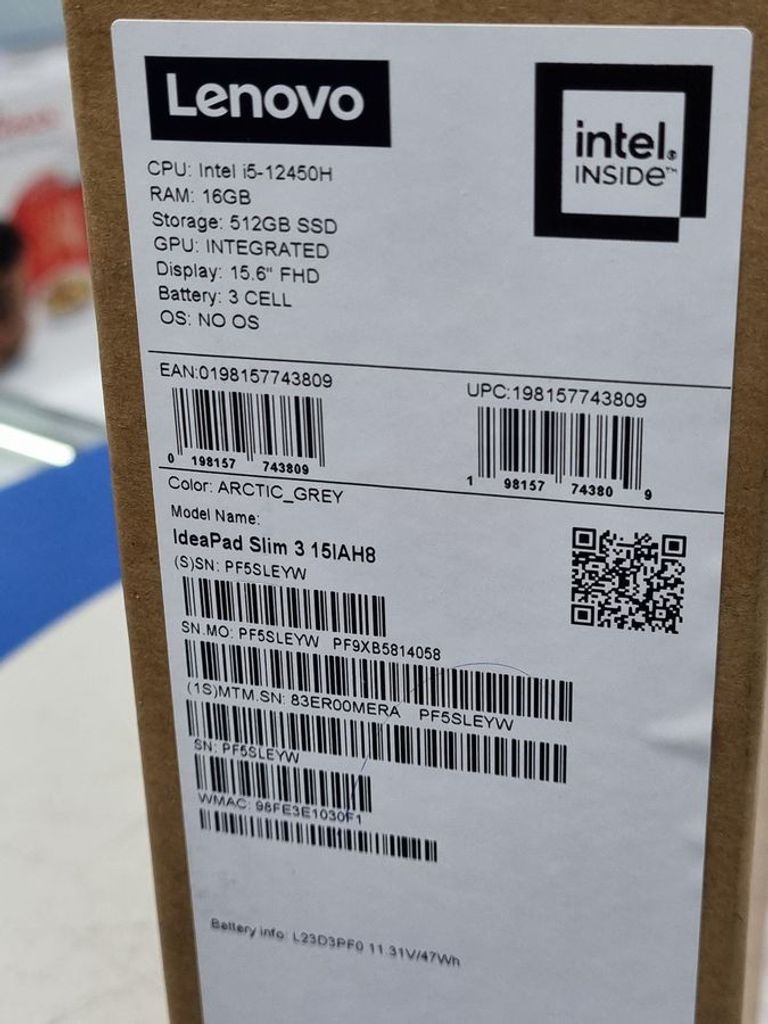 Lenovo
intel.
INSIDE™
CPU: Intel i5-12450H
RAM: 16GB
Storage: 512GB SSD
GPU: INTEGRATED
Display: 15.6" FHD
Battery: 3 CELL
OS: NO OS
EAN:0198157743809
UPC:198157743809
0 198157 743809
1 98157 74380 9
Color: ARCTIC_GREY
Model Name:
IdeaPad Slim 3 15IAH8
(S)SN: PF5SLEYW
SN.MO: PF5SLEYW PF9XB5814058
(1S)MTM.SN: 83ER00MERA PF5SLEYW
SN: PF5SLEYW
WMAC: 98FE3E1030F1
Battery info: L23D3PF0 11.31V/47Wh